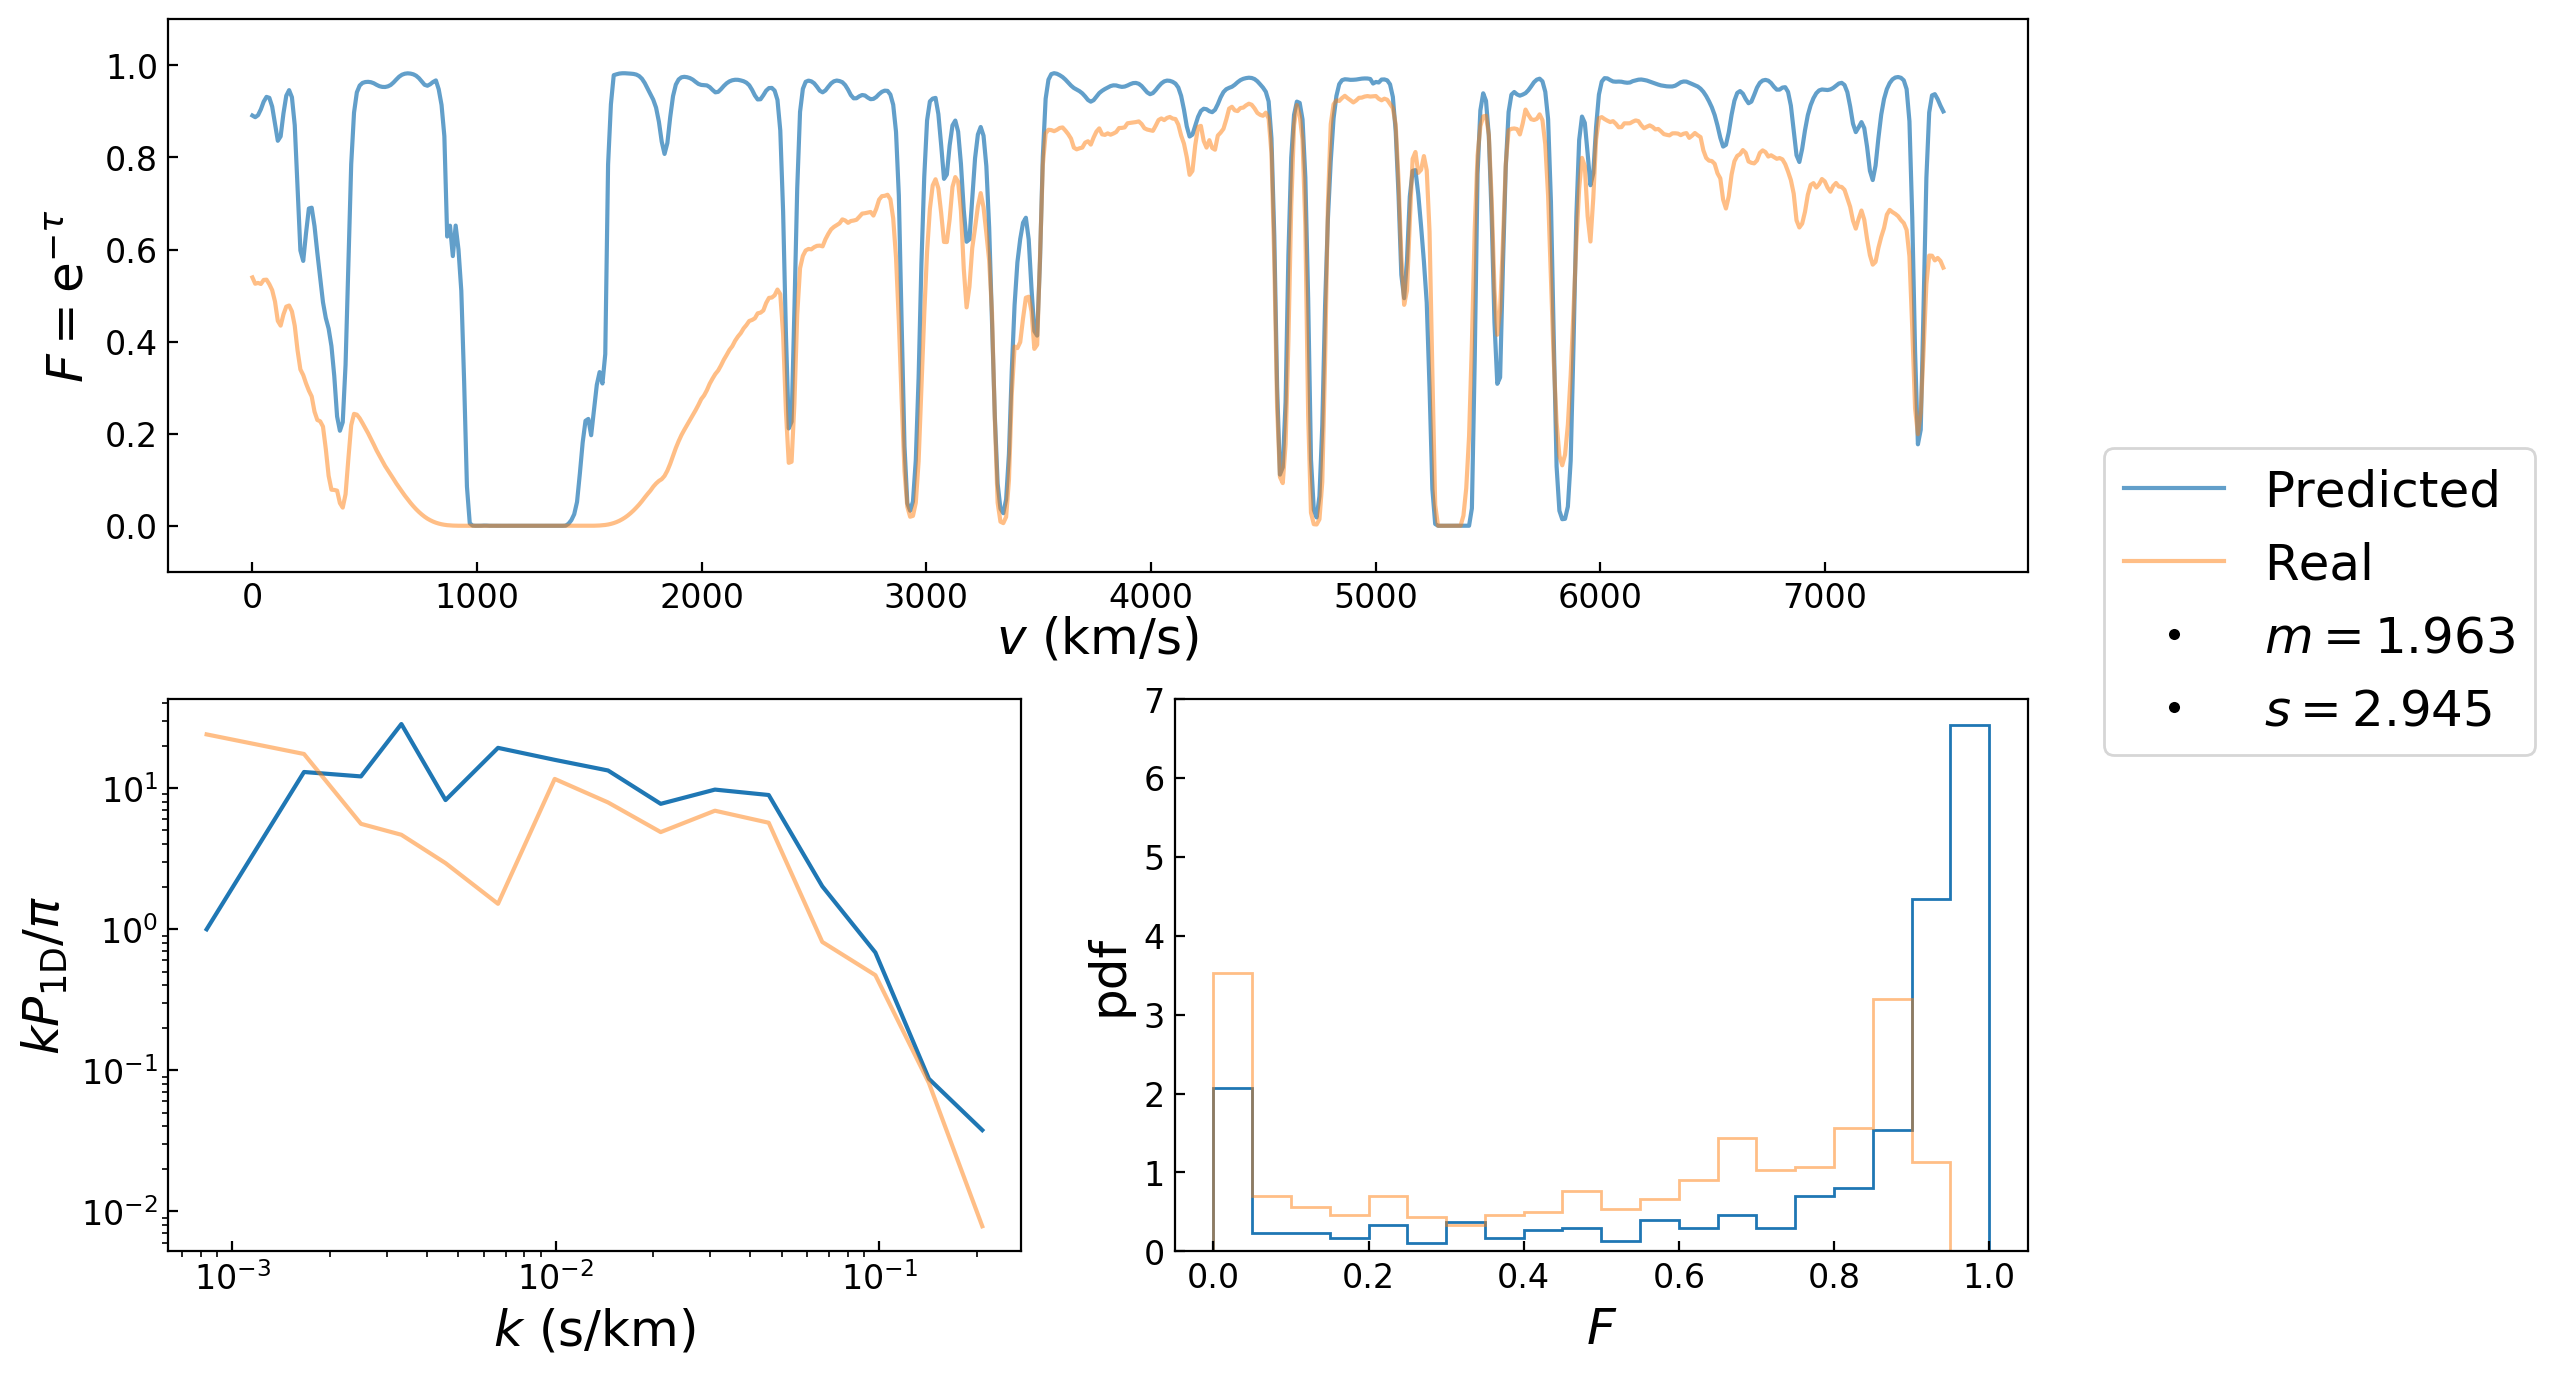 1.0
0.8
0.6
0.4
0.2
0.0
F = e^{−τ}
0 1000 2000 3000 4000 5000 6000 7000
v (km/s)
Predicted
Real
m = 1.963
s = 2.945
10^1
10^0
10^{−1}
10^{−2}
kP_{1D}/π
10^{−3} 10^{−2} 10^{−1}
k (s/km)
7
6
5
4
3
2
1
0
pdf
0.0 0.2 0.4 0.6 0.8 1.0
F